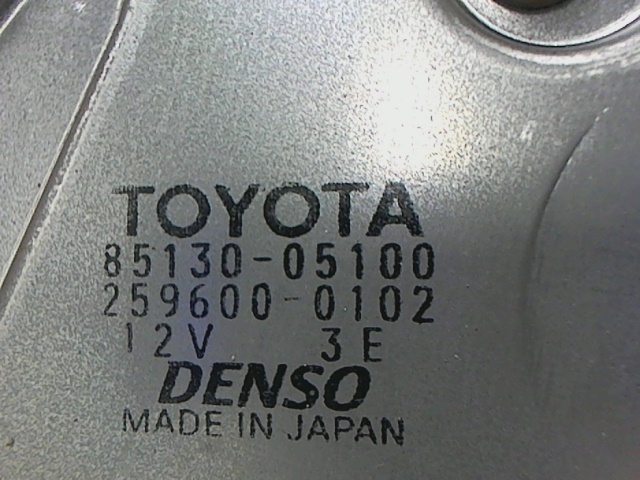 TOYOTA
85130-05100
259600-0102
12V 3E
DENSO
MADE IN JAPAN